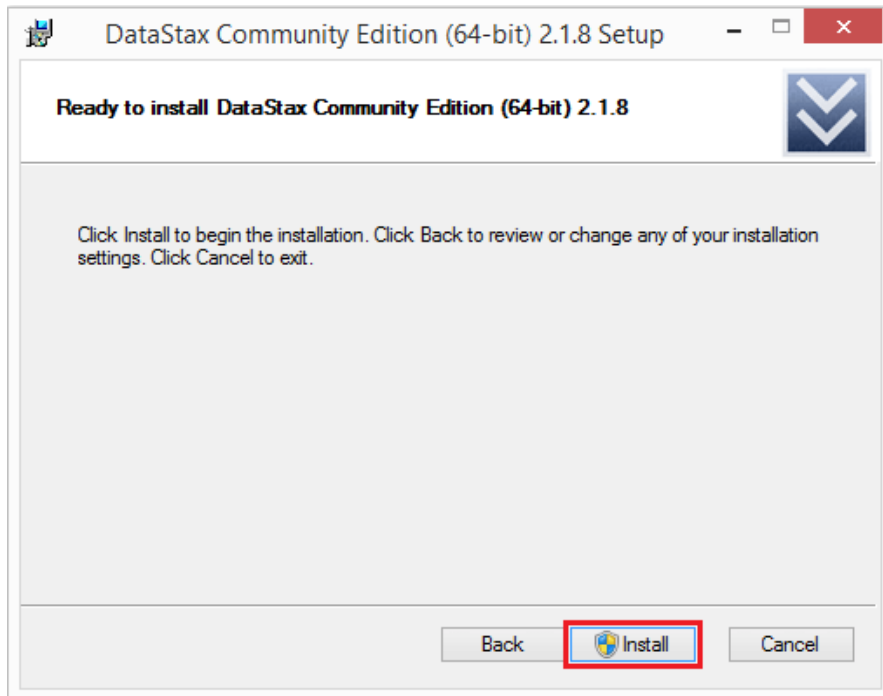 DataStax Community Edition (64-bit) 2.1.8 Setup
Ready to install DataStax Community Edition (64-bit) 2.1.8
Click Install to begin the installation. Click Back to review or change any of your installation
settings. Click Cancel to exit.
Back
Install
Cancel